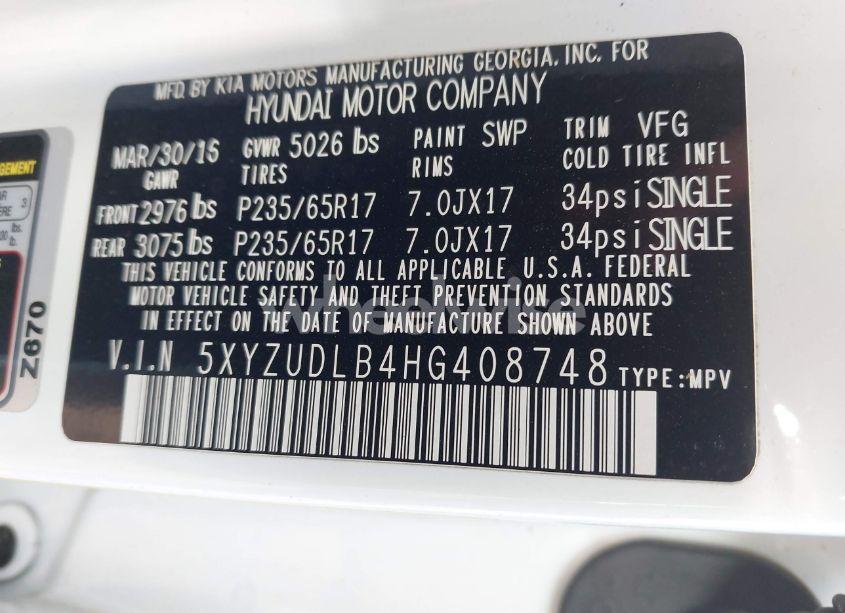 MFD. BY KIA MOTORS MANUFACTURING GEORGIA, INC. FOR
HYUNDAI MOTOR COMPANY
MAR/30/16 GVWR 5026 lbs PAINT SWP TRIM VFG
GAWR TIRES RIMS COLD TIRE INFL
FRONT 2976 lbs P235/65R17 7.0JX17 34psi SINGLE
REAR 3075 lbs P235/65R17 7.0JX17 34psi SINGLE
THIS VEHICLE CONFORMS TO ALL APPLICABLE U.S.A. FEDERAL
MOTOR VEHICLE SAFETY AND THEFT PREVENTION STANDARDS
IN EFFECT ON THE DATE OF MANUFACTURE SHOWN ABOVE
V.I.N 5XYZUDLB4HG408748 TYPE:MPV
Z670
3
lbs.
lb.